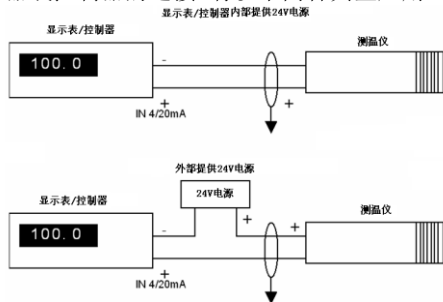 显示表/控制器内部提供24V电源
显示表/控制器
测温仪
100.0
-
+
+
IN 4/20mA
外部提供24V电源
显示表/控制器
24V电源
测温仪
100.0
-
+
+
+
IN 4/20mA